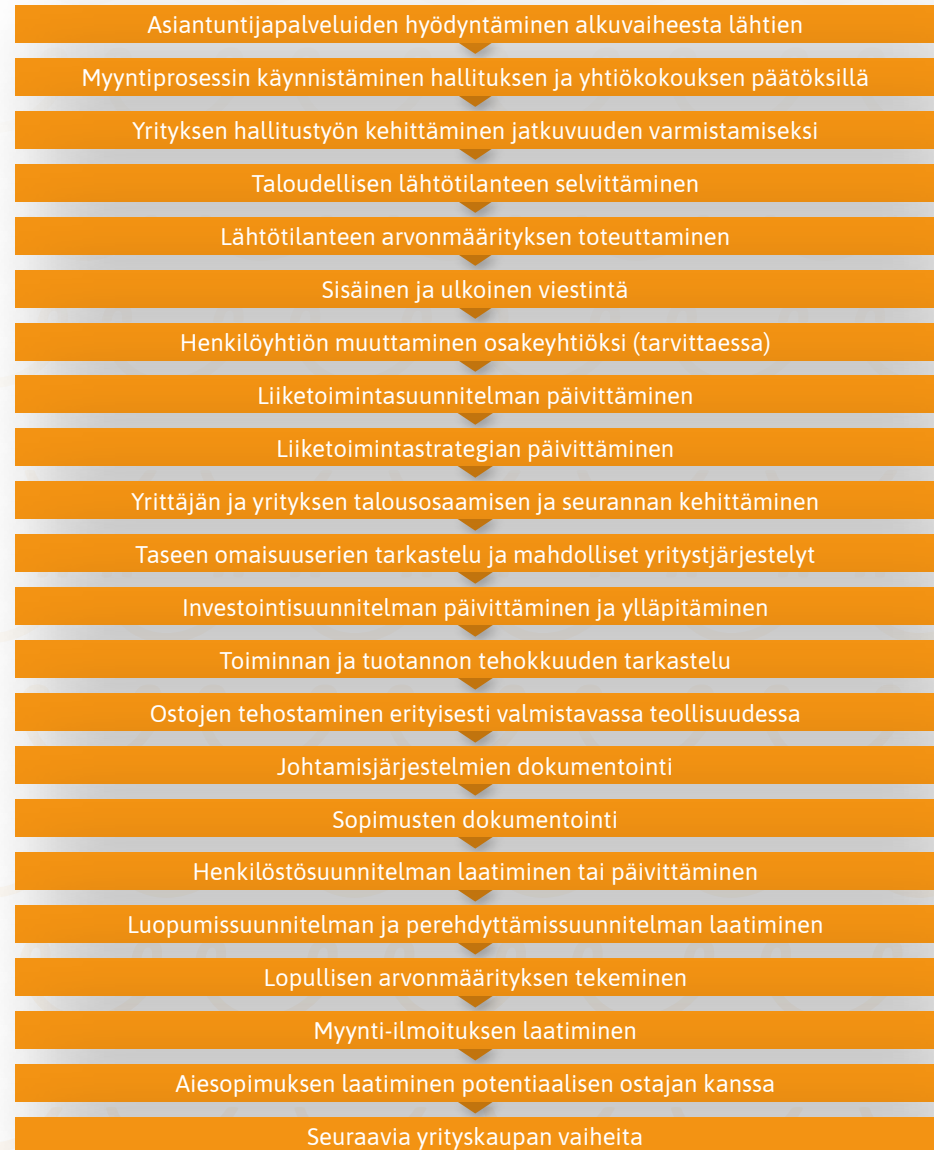 Asiantuntijapalveluiden hyödyntäminen alkuvaiheesta lähtien
Myyntiprosessin käynnistäminen hallituksen ja yhtiökokouksen päätöksillä
Yrityksen hallitustyön kehittäminen jatkuvuuden varmistamiseksi
Taloudellisen lähtötilanteen selvittäminen
Lähtötilanteen arvonmäärityksen toteuttaminen
Sisäinen ja ulkoinen viestintä
Henkilöyhtiön muuttaminen osakeyhtiöksi (tarvittaessa)
Liiketoimintasuunnitelman päivittäminen
Liiketoimintastrategian päivittäminen
Yrittäjän ja yrityksen talousosaamisen ja seurannan kehittäminen
Taseen omaisuuserien tarkastelu ja mahdolliset yritystjärjestelyt
Investointisuunnitelman päivittäminen ja ylläpitäminen
Toiminnan ja tuotannon tehokkuuden tarkastelu
Ostojen tehostaminen erityisesti valmistavassa teollisuudessa
Johtamisjärjestelmien dokumentointi
Sopimusten dokumentointi
Henkilöstösuunnitelman laatiminen tai päivittäminen
Luopumissuunnitelman ja perehdyttämissuunnitelman laatiminen
Lopullisen arvonmäärityksen tekeminen
Myynti-ilmoituksen laatiminen
Aiesopimuksen laatiminen potentiaalisen ostajan kanssa
Seuraavia yrityskaupan vaiheita